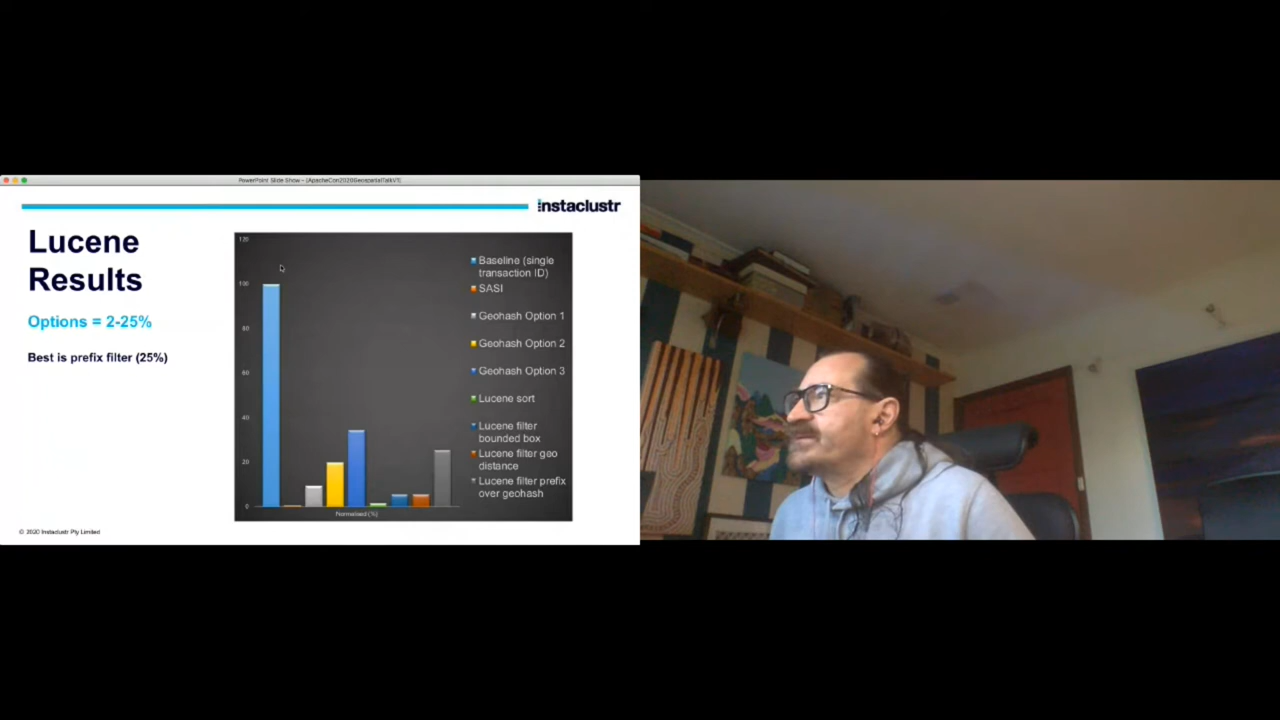 PowerPoint Slide Show - [ApacheCon2020GeospatialTalkV1]
instaclustr
Lucene
Results
Options = 2-25%
Best is prefix filter (25%)
120
100
80
60
40
20
0
Normalised (%)
Baseline (single
transaction ID)
SASI
Geohash Option 1
Geohash Option 2
Geohash Option 3
Lucene sort
Lucene filter
bounded box
Lucene filter geo
distance
Lucene filter prefix
over geohash
© 2020 Instaclustr Pty Limited